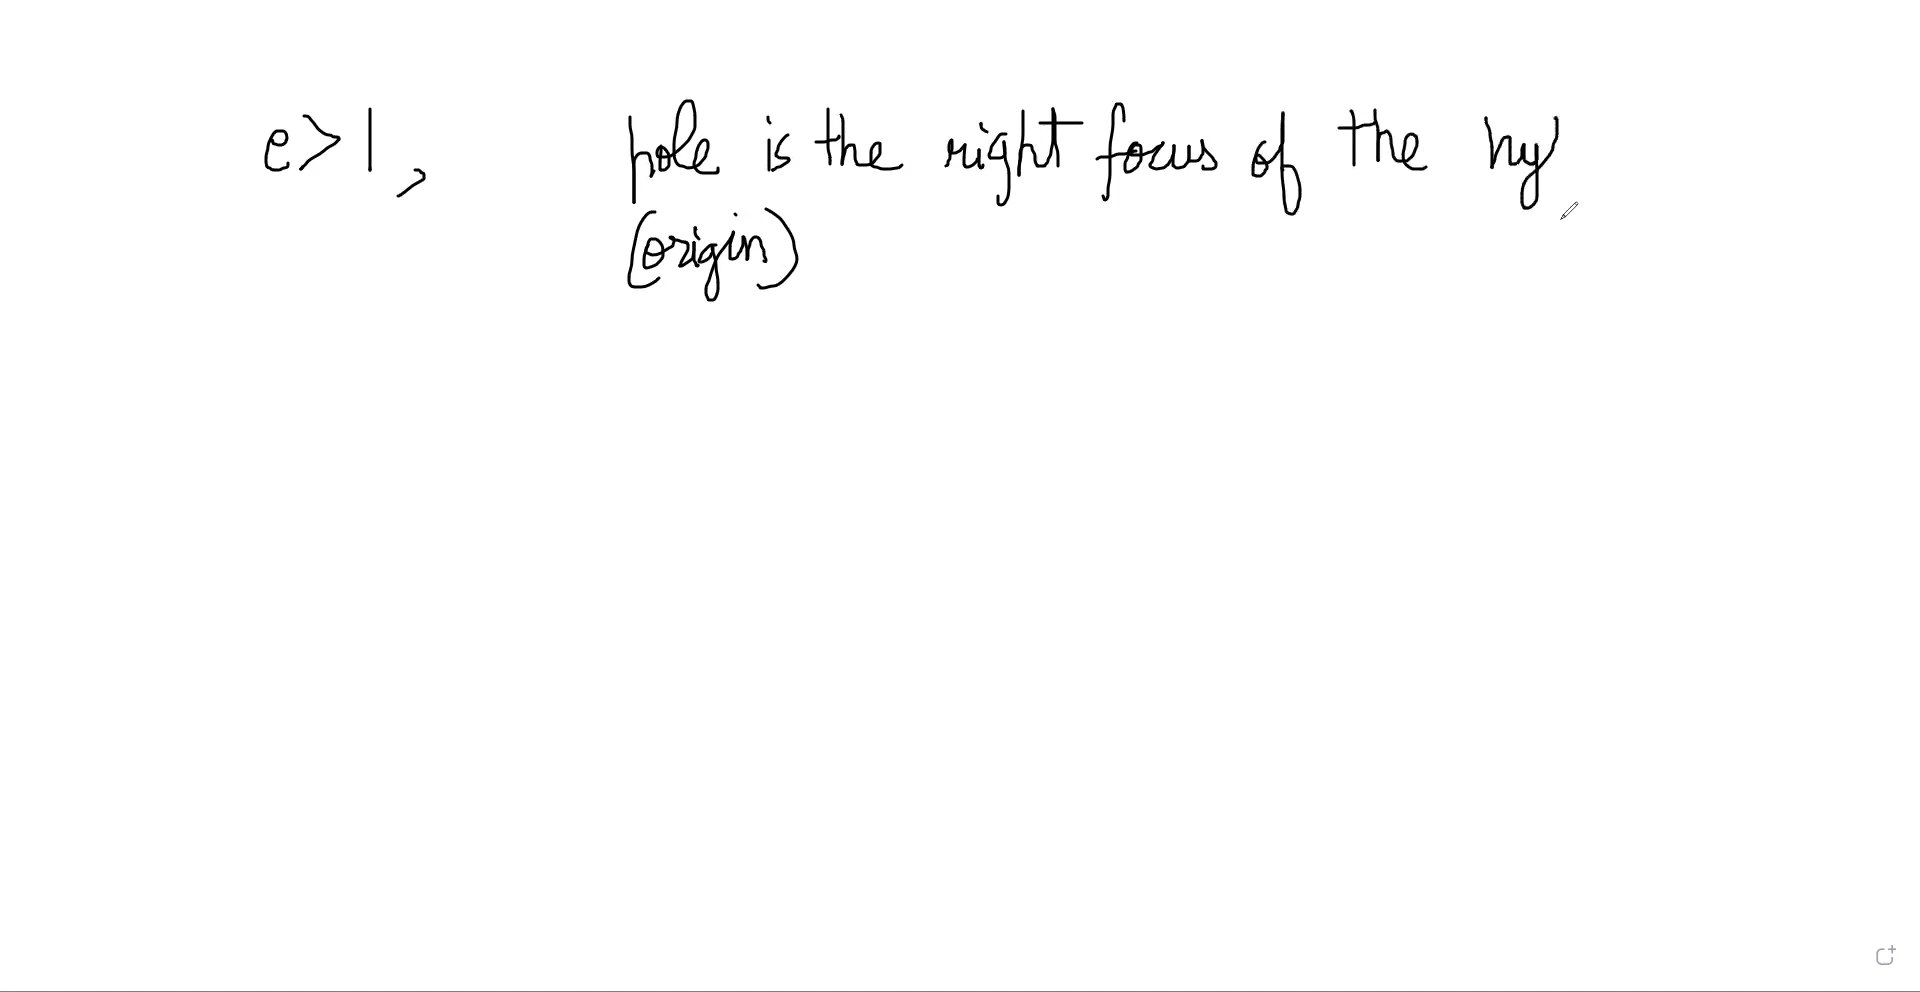 e>1, pole is the right focus of the hy
(origin)